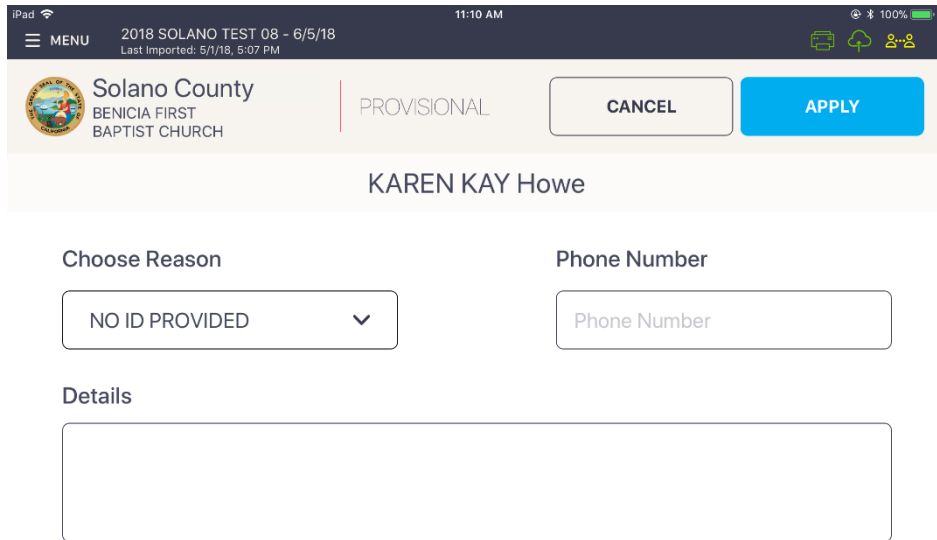 iPad 11:10 AM 100%
MENU
2018 SOLANO TEST 08 - 6/5/18
Last Imported: 5/1/18, 5:07 PM
Solano County
BENICIA FIRST
BAPTIST CHURCH
PROVISIONAL
CANCEL
APPLY
KAREN KAY Howe
Choose Reason
Phone Number
NO ID PROVIDED
Phone Number
Details